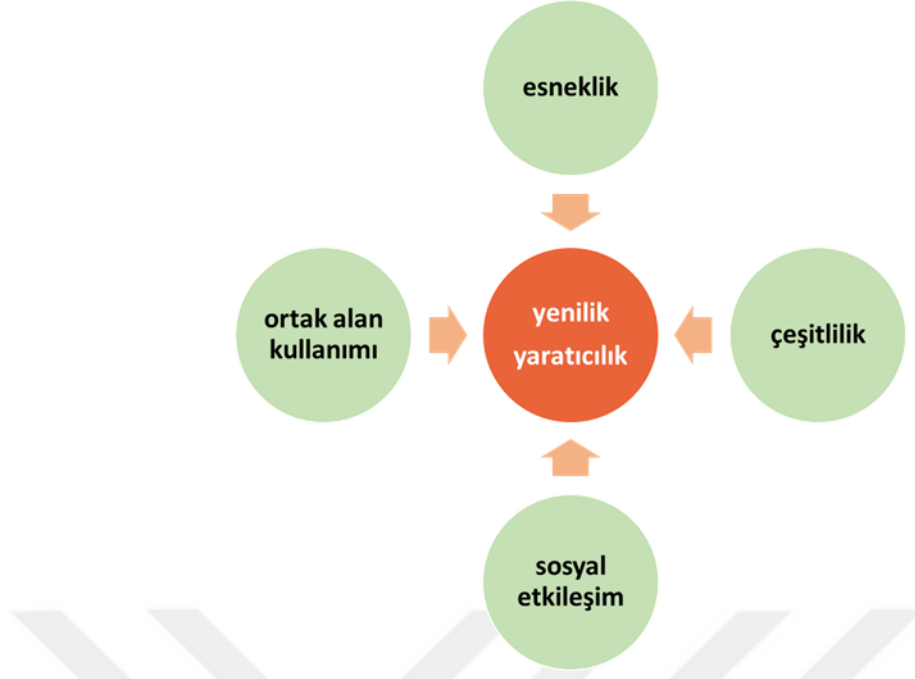 esneklik
ortak alan
kullanımı
yenilik
yaratıcılık
çeşitlilik
sosyal
etkileşim